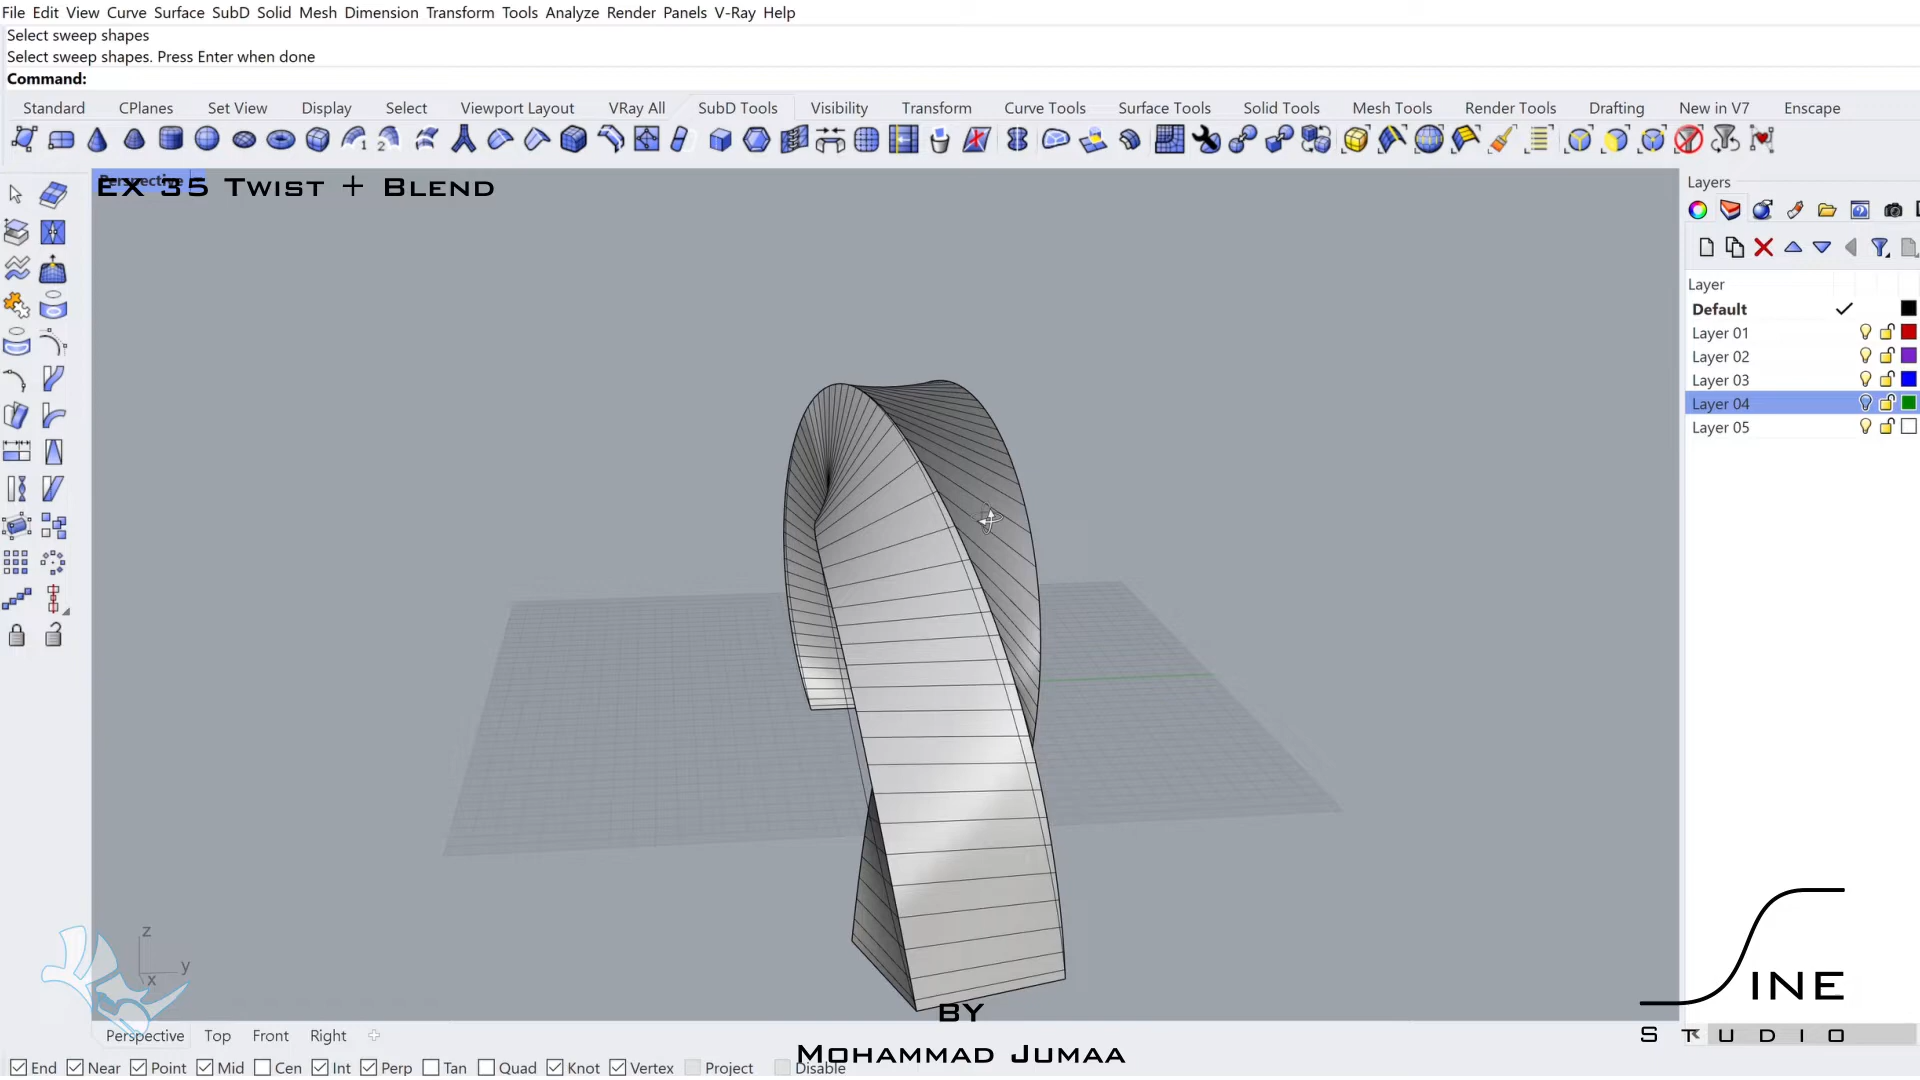 File Edit View Curve Surface SubD Solid Mesh Dimension Transform Tools Analyze Render Panels V-Ray Help
Select sweep shapes
Select sweep shapes. Press Enter when done
Command:
Standard CPlanes Set View Display Select Viewport Layout VRay All SubD Tools Visibility Transform Curve Tools Surface Tools Solid Tools Mesh Tools Render Tools Drafting New in V7 Enscape
Perspective
Ex 35 Twist + Blend
Layers
Layer
Default
Layer 01
Layer 02
Layer 03
Layer 04
Layer 05
z
y
x
INE
Studio
By
Mohammad Jumaa
Perspective Top Front Right
End Near Point Mid Cen Int Perp Tan Quad Knot Vertex Project Disable